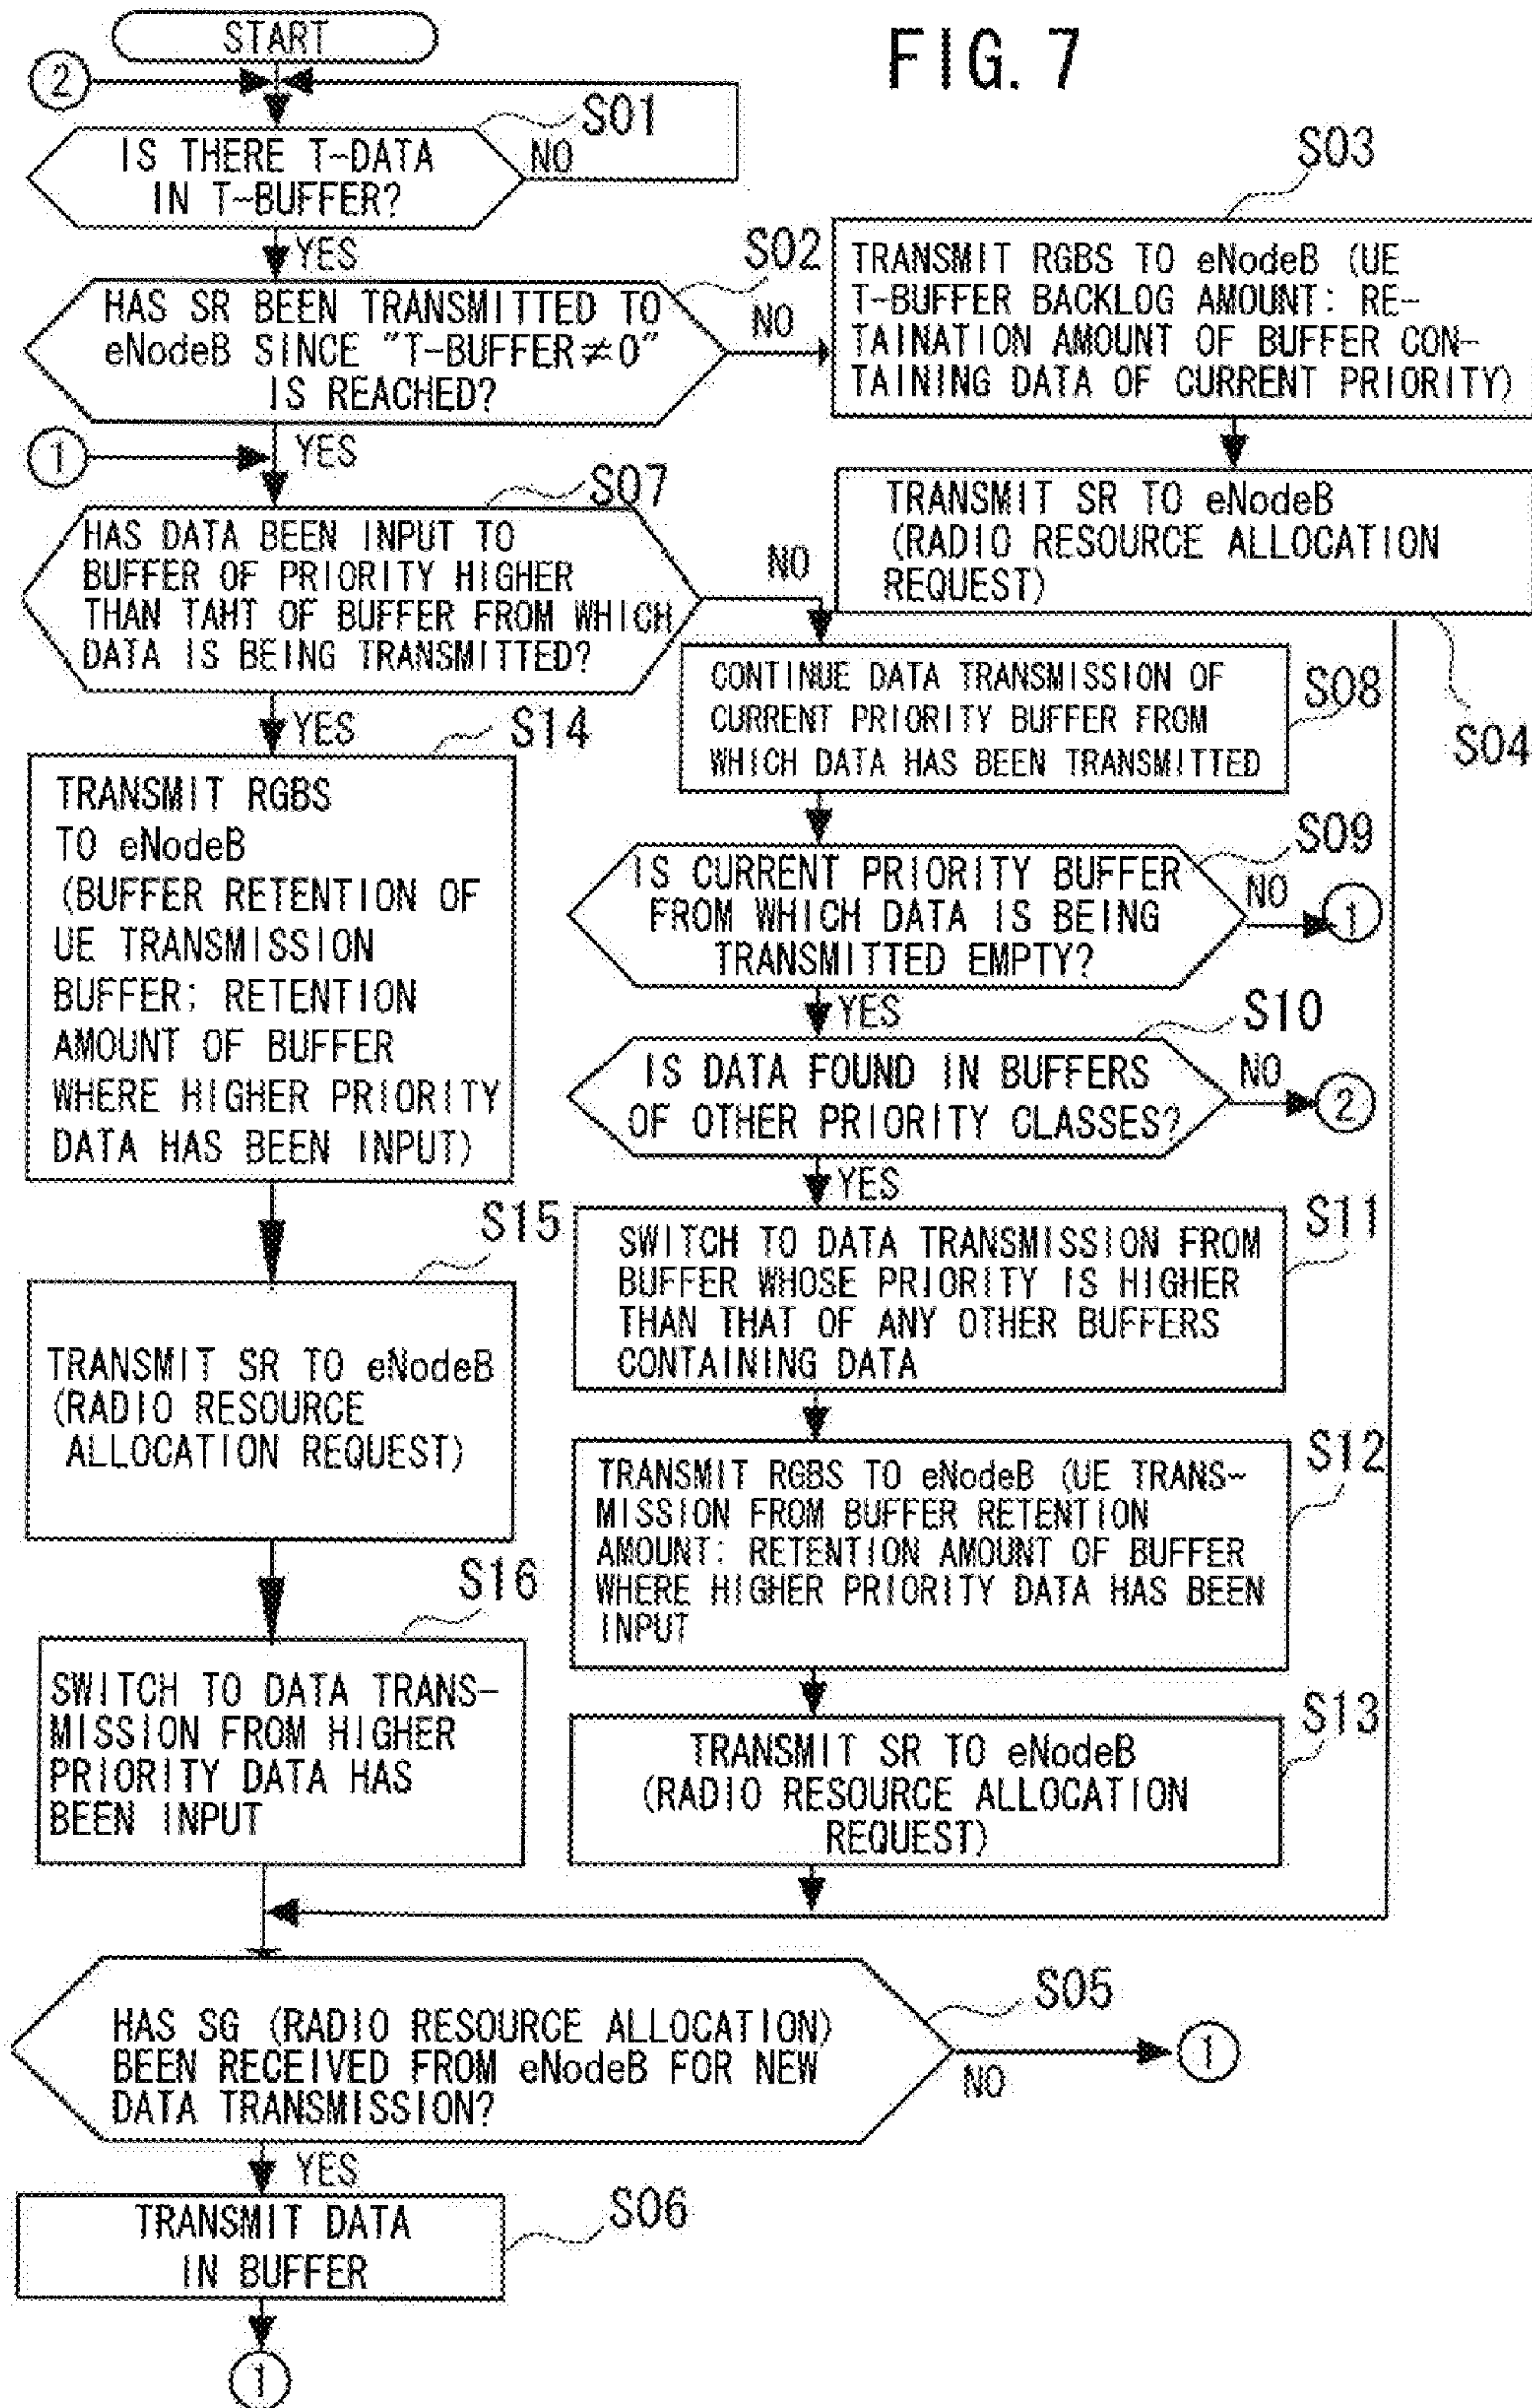 FIG. 7
START
2
S01
IS THERE T-DATA
IN T-BUFFER?
NO
YES
S02
HAS SR BEEN TRANSMITTED TO
eNodeB SINCE "T-BUFFER≠0"
IS REACHED?
NO
S03
TRANSMIT RGBS TO eNodeB (UE
T-BUFFER BACKLOG AMOUNT: RE-
TAINATION AMOUNT OF BUFFER CON-
TAINING DATA OF CURRENT PRIORITY)
TRANSMIT SR TO eNodeB
(RADIO RESOURCE ALLOCATION
REQUEST)
S04
YES
1
S07
HAS DATA BEEN INPUT TO
BUFFER OF PRIORITY HIGHER
THAN TAHT OF BUFFER FROM WHICH
DATA IS BEING TRANSMITTED?
NO
CONTINUE DATA TRANSMISSION OF
CURRENT PRIORITY BUFFER FROM
WHICH DATA HAS BEEN TRANSMITTED
S08
S09
IS CURRENT PRIORITY BUFFER
FROM WHICH DATA IS BEING
TRANSMITTED EMPTY?
NO
1
YES
S10
IS DATA FOUND IN BUFFERS
OF OTHER PRIORITY CLASSES?
NO
2
YES
S11
SWITCH TO DATA TRANSMISSION FROM
BUFFER WHOSE PRIORITY IS HIGHER
THAN THAT OF ANY OTHER BUFFERS
CONTAINING DATA
S12
TRANSMIT RGBS TO eNodeB (UE TRANS-
MISSION FROM BUFFER RETENTION
AMOUNT: RETENTION AMOUNT OF BUFFER
WHERE HIGHER PRIORITY DATA HAS BEEN
INPUT
S13
TRANSMIT SR TO eNodeB
(RADIO RESOURCE ALLOCATION
REQUEST)
YES
S14
TRANSMIT RGBS
TO eNodeB
(BUFFER RETENTION OF
UE TRANSMISSION
BUFFER; RETENTION
AMOUNT OF BUFFER
WHERE HIGHER PRIORITY
DATA HAS BEEN INPUT)
S15
TRANSMIT SR TO eNodeB
(RADIO RESOURCE
ALLOCATION REQUEST)
S16
SWITCH TO DATA TRANS-
MISSION FROM HIGHER
PRIORITY DATA HAS
BEEN INPUT
S05
HAS SG (RADIO RESOURCE ALLOCATION)
BEEN RECEIVED FROM eNodeB FOR NEW
DATA TRANSMISSION?
NO
1
YES
S06
TRANSMIT DATA
IN BUFFER
1